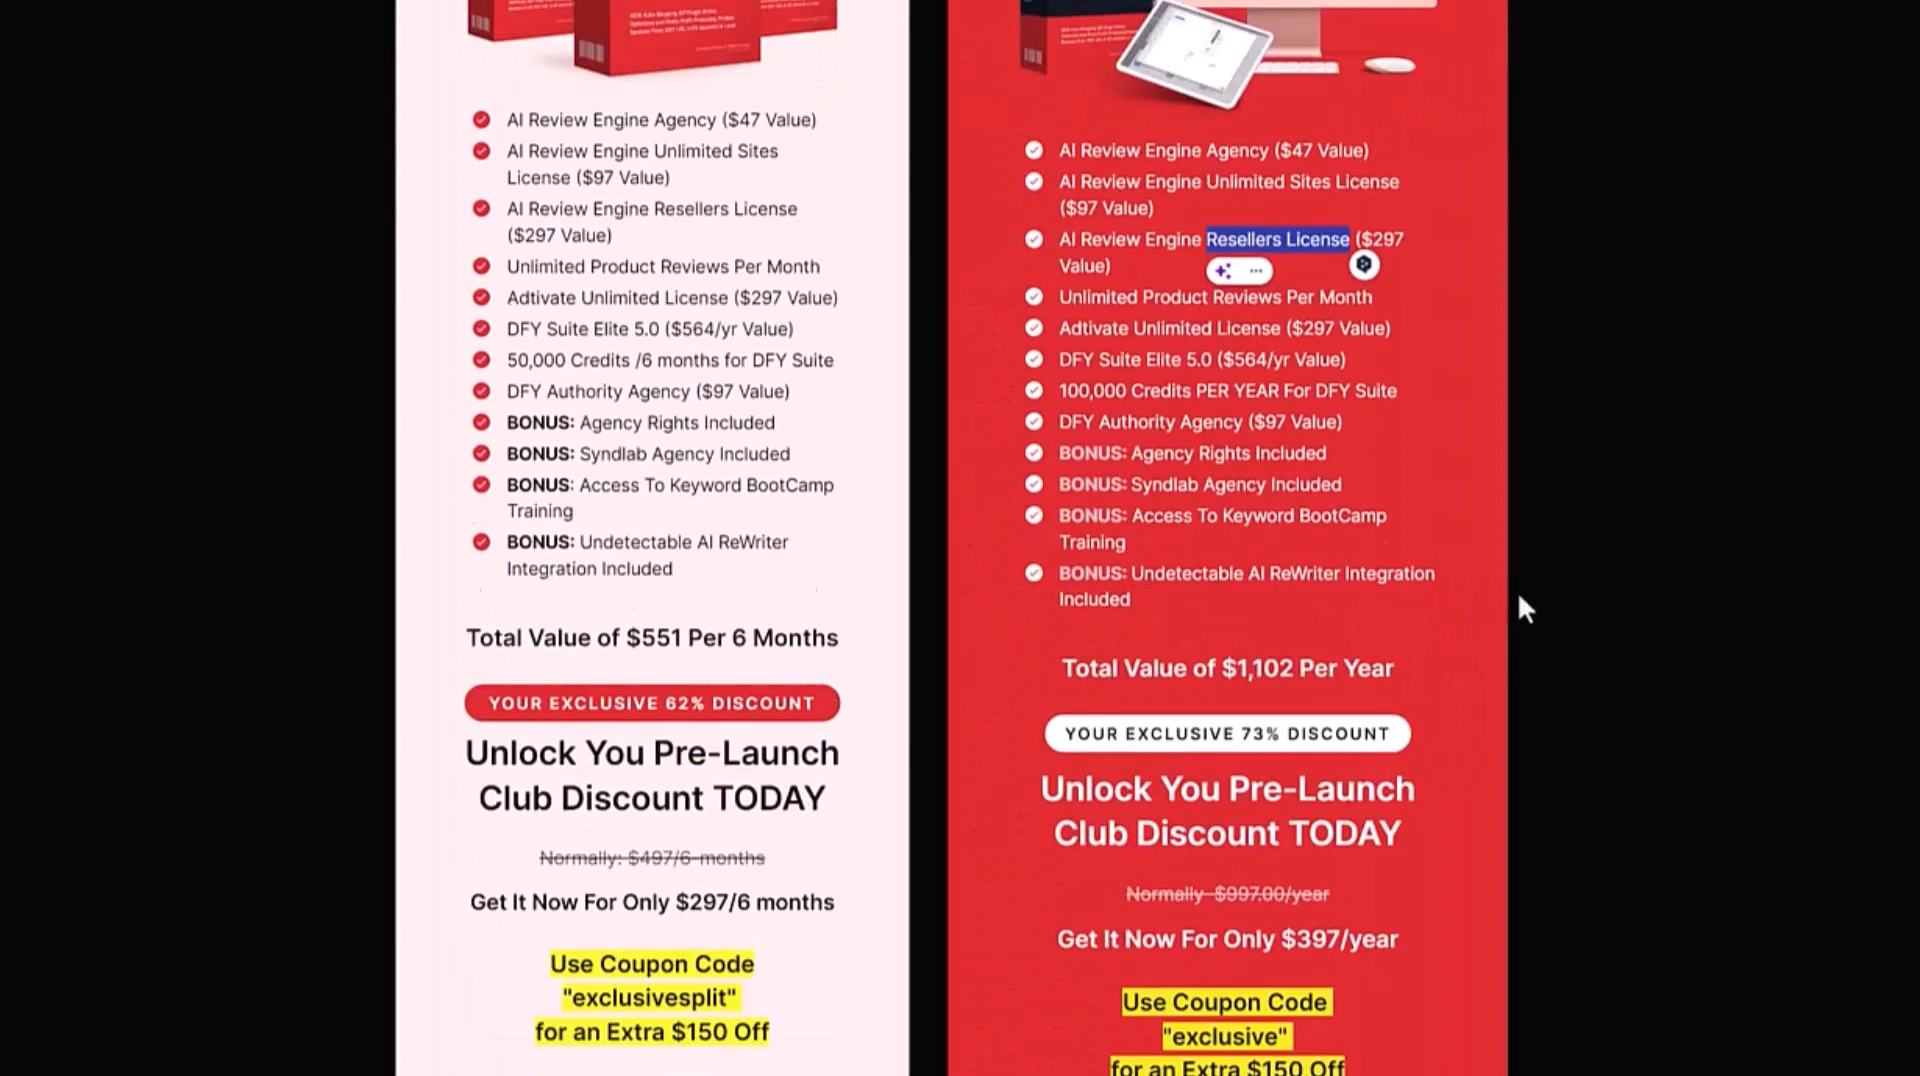 AI Review Engine Agency ($47 Value)
AI Review Engine Unlimited Sites
License ($97 Value)
AI Review Engine Resellers License
($297 Value)
Unlimited Product Reviews Per Month
Adtivate Unlimited License ($297 Value)
DFY Suite Elite 5.0 ($564/yr Value)
50,000 Credits /6 months for DFY Suite
DFY Authority Agency ($97 Value)
BONUS: Agency Rights Included
BONUS: Syndlab Agency Included
BONUS: Access To Keyword BootCamp
Training
BONUS: Undetectable AI ReWriter
Integration Included
Total Value of $551 Per 6 Months
YOUR EXCLUSIVE 62% DISCOUNT
Unlock You Pre-Launch
Club Discount TODAY
Normally: $497/6-months
Get It Now For Only $297/6 months
Use Coupon Code
"exclusivesplit"
for an Extra $150 Off
AI Review Engine Agency ($47 Value)
AI Review Engine Unlimited Sites License
($97 Value)
AI Review Engine Resellers License ($297
Value)
Unlimited Product Reviews Per Month
Adtivate Unlimited License ($297 Value)
DFY Suite Elite 5.0 ($564/yr Value)
100,000 Credits PER YEAR For DFY Suite
DFY Authority Agency ($97 Value)
BONUS: Agency Rights Included
BONUS: Syndlab Agency Included
BONUS: Access To Keyword BootCamp
Training
BONUS: Undetectable AI ReWriter Integration
Included
Total Value of $1,102 Per Year
YOUR EXCLUSIVE 73% DISCOUNT
Unlock You Pre-Launch
Club Discount TODAY
Normally $997.00/year
Get It Now For Only $397/year
Use Coupon Code
"exclusive"
for an Extra $150 Off